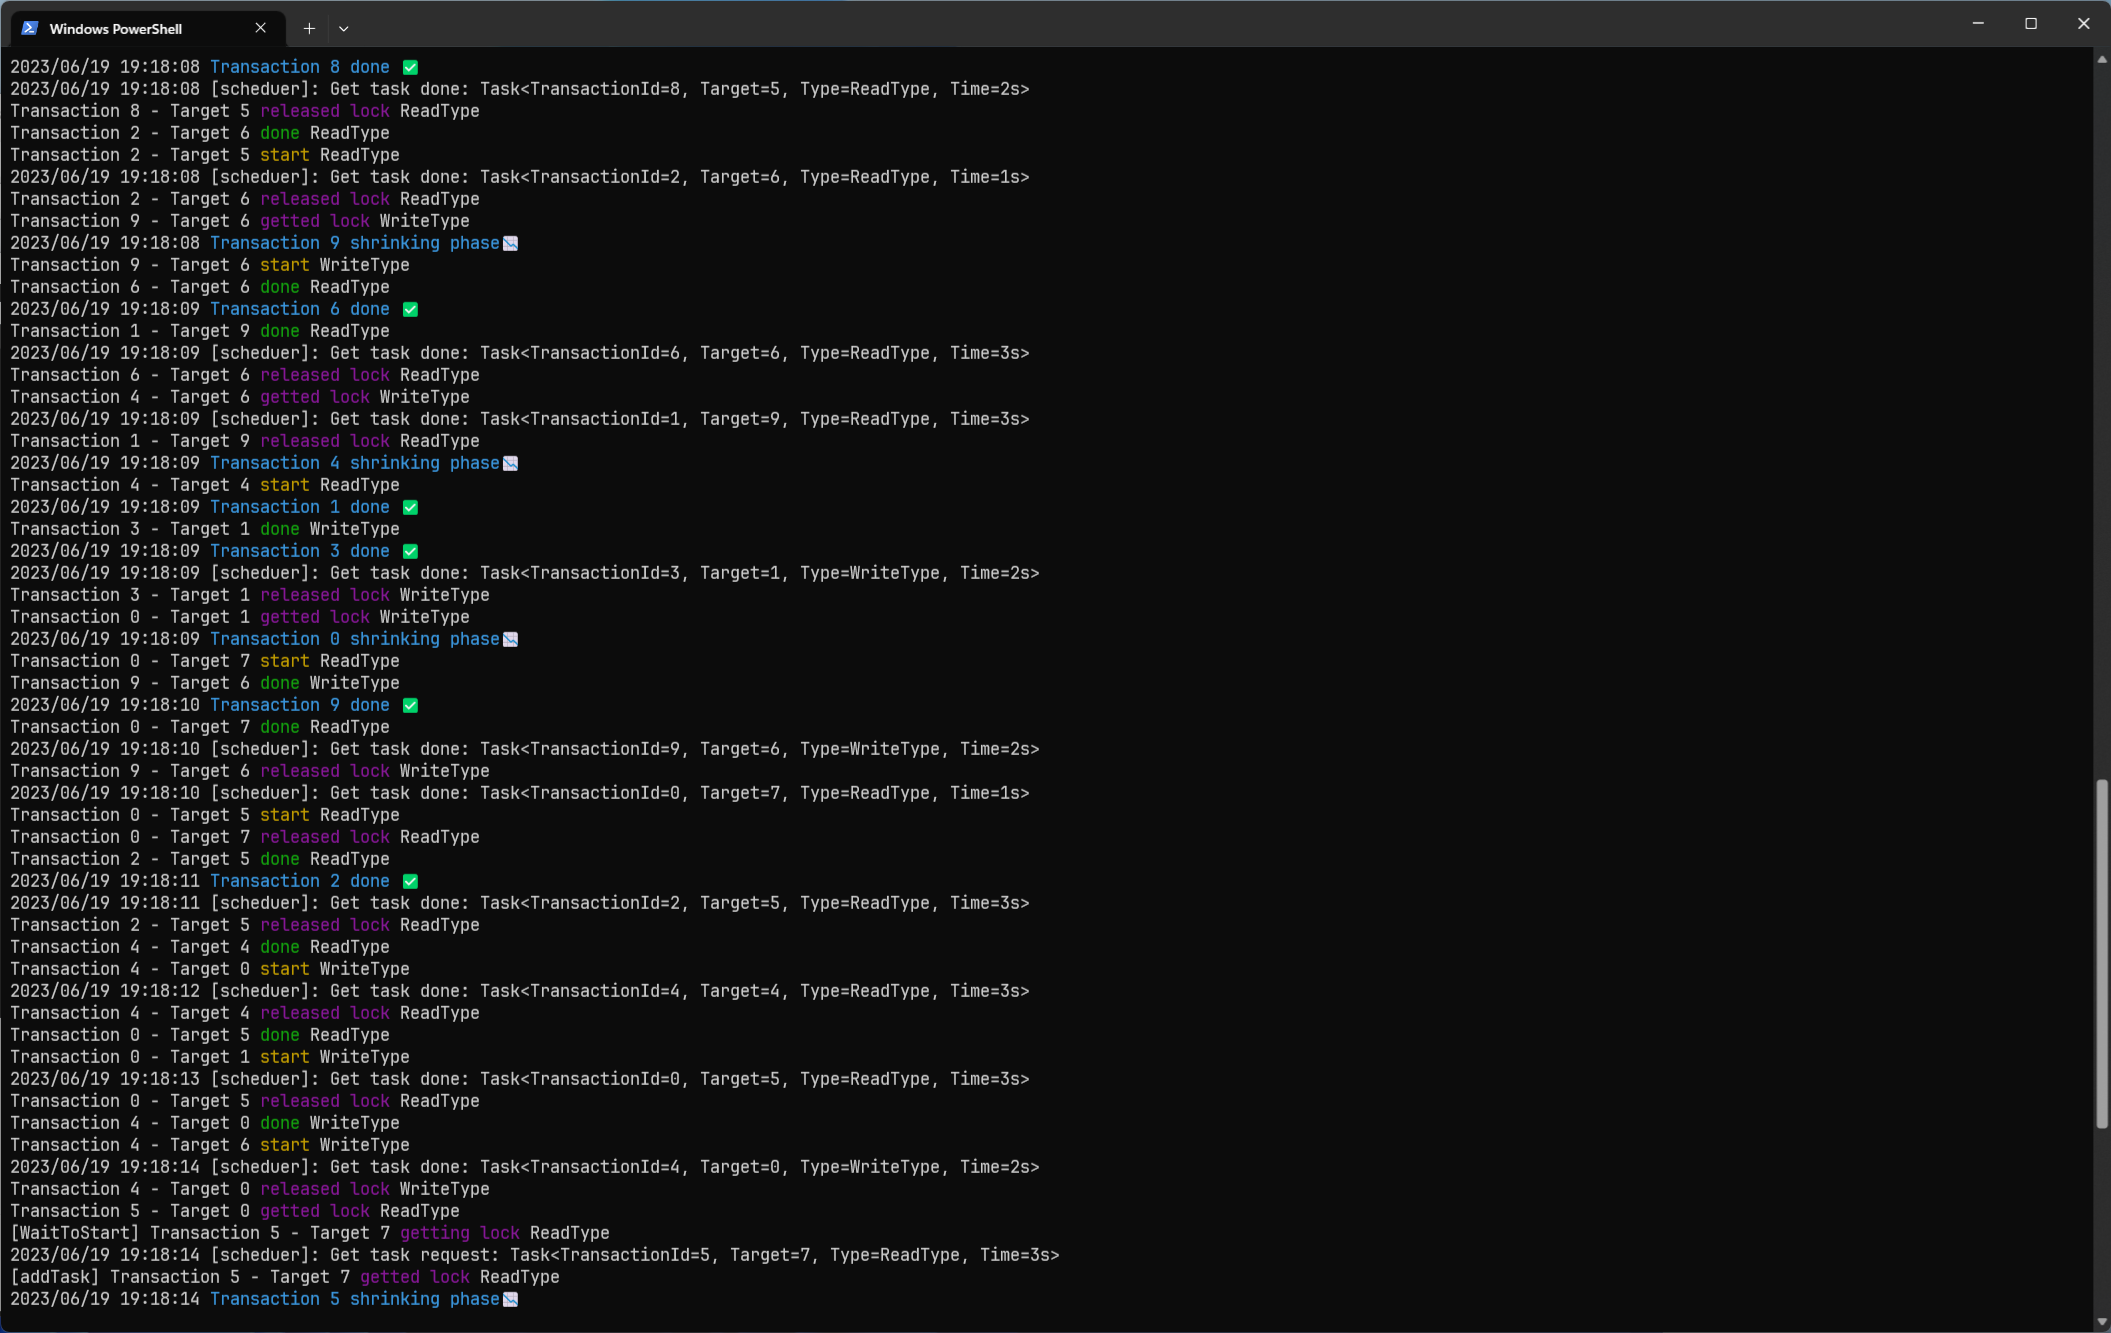 Windows PowerShell
2023/06/19 19:18:08 Transaction 8 done ✅
2023/06/19 19:18:08 [scheduer]: Get task done: Task<TransactionId=8, Target=5, Type=ReadType, Time=2s>
Transaction 8 - Target 5 released lock ReadType
Transaction 2 - Target 6 done ReadType
Transaction 2 - Target 5 start ReadType
2023/06/19 19:18:08 [scheduer]: Get task done: Task<TransactionId=2, Target=6, Type=ReadType, Time=1s>
Transaction 2 - Target 6 released lock ReadType
Transaction 9 - Target 6 getted lock WriteType
2023/06/19 19:18:08 Transaction 9 shrinking phase📉
Transaction 9 - Target 6 start WriteType
Transaction 6 - Target 6 done ReadType
2023/06/19 19:18:09 Transaction 6 done ✅
Transaction 1 - Target 9 done ReadType
2023/06/19 19:18:09 [scheduer]: Get task done: Task<TransactionId=6, Target=6, Type=ReadType, Time=3s>
Transaction 6 - Target 6 released lock ReadType
Transaction 4 - Target 6 getted lock WriteType
2023/06/19 19:18:09 [scheduer]: Get task done: Task<TransactionId=1, Target=9, Type=ReadType, Time=3s>
Transaction 1 - Target 9 released lock ReadType
2023/06/19 19:18:09 Transaction 4 shrinking phase📉
Transaction 4 - Target 4 start ReadType
2023/06/19 19:18:09 Transaction 1 done ✅
Transaction 3 - Target 1 done WriteType
2023/06/19 19:18:09 Transaction 3 done ✅
2023/06/19 19:18:09 [scheduer]: Get task done: Task<TransactionId=3, Target=1, Type=WriteType, Time=2s>
Transaction 3 - Target 1 released lock WriteType
Transaction 0 - Target 1 getted lock WriteType
2023/06/19 19:18:09 Transaction 0 shrinking phase📉
Transaction 0 - Target 7 start ReadType
Transaction 9 - Target 6 done WriteType
2023/06/19 19:18:10 Transaction 9 done ✅
Transaction 0 - Target 7 done ReadType
2023/06/19 19:18:10 [scheduer]: Get task done: Task<TransactionId=9, Target=6, Type=WriteType, Time=2s>
Transaction 9 - Target 6 released lock WriteType
2023/06/19 19:18:10 [scheduer]: Get task done: Task<TransactionId=0, Target=7, Type=ReadType, Time=1s>
Transaction 0 - Target 5 start ReadType
Transaction 0 - Target 7 released lock ReadType
Transaction 2 - Target 5 done ReadType
2023/06/19 19:18:11 Transaction 2 done ✅
2023/06/19 19:18:11 [scheduer]: Get task done: Task<TransactionId=2, Target=5, Type=ReadType, Time=3s>
Transaction 2 - Target 5 released lock ReadType
Transaction 4 - Target 4 done ReadType
Transaction 4 - Target 0 start WriteType
2023/06/19 19:18:12 [scheduer]: Get task done: Task<TransactionId=4, Target=4, Type=ReadType, Time=3s>
Transaction 4 - Target 4 released lock ReadType
Transaction 0 - Target 5 done ReadType
Transaction 0 - Target 1 start WriteType
2023/06/19 19:18:13 [scheduer]: Get task done: Task<TransactionId=0, Target=5, Type=ReadType, Time=3s>
Transaction 0 - Target 5 released lock ReadType
Transaction 4 - Target 0 done WriteType
Transaction 4 - Target 6 start WriteType
2023/06/19 19:18:14 [scheduer]: Get task done: Task<TransactionId=4, Target=0, Type=WriteType, Time=2s>
Transaction 4 - Target 0 released lock WriteType
Transaction 5 - Target 0 getted lock ReadType
[WaitToStart] Transaction 5 - Target 7 getting lock ReadType
2023/06/19 19:18:14 [scheduer]: Get task request: Task<TransactionId=5, Target=7, Type=ReadType, Time=3s>
[addTask] Transaction 5 - Target 7 getted lock ReadType
2023/06/19 19:18:14 Transaction 5 shrinking phase📉